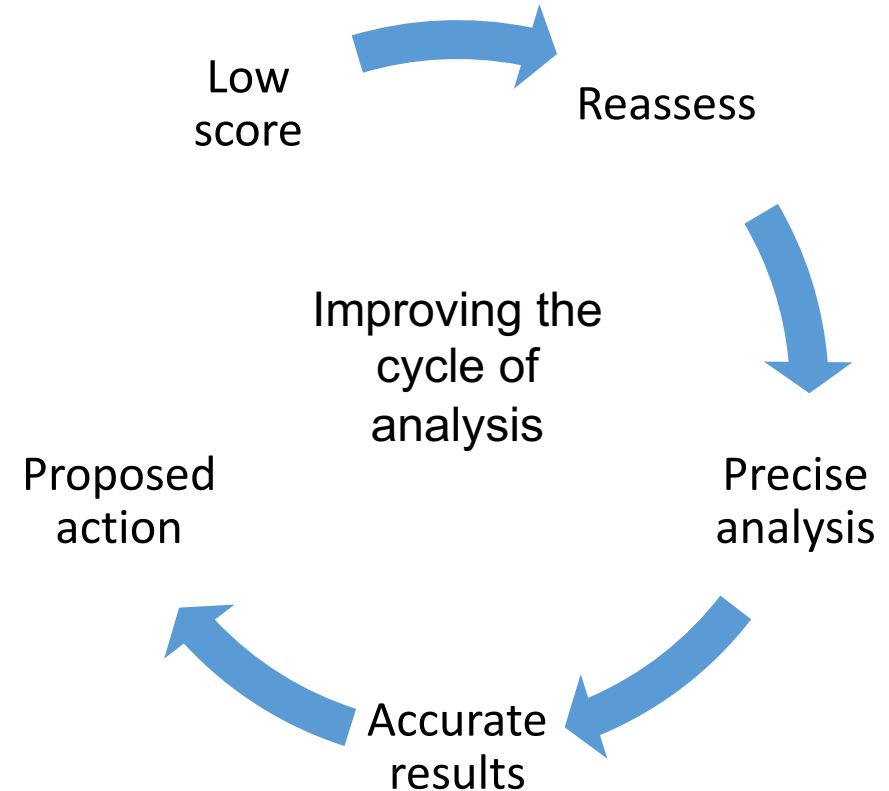 Low
score
Reassess
Improving the
cycle of
analysis
Proposed
action
Precise
analysis
Accurate
results